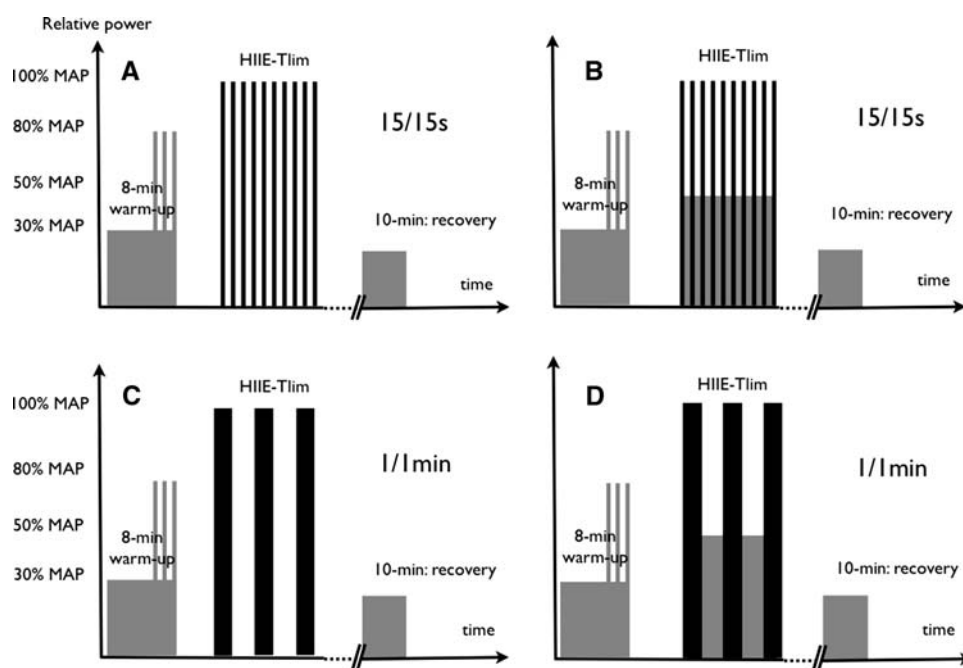 Relative power
A
HIIE-Tlim
100% MAP
80% MAP
50% MAP
30% MAP
15/15s
8-min
warm-up
10-min: recovery
time
B
HIIE-Tlim
15/15s
8-min
warm-up
10-min: recovery
time
C
HIIE-Tlim
100% MAP
80% MAP
50% MAP
30% MAP
1/1min
8-min
warm-up
10-min: recovery
time
D
HIIE-Tlim
1/1min
8-min
warm-up
10-min: recovery
time